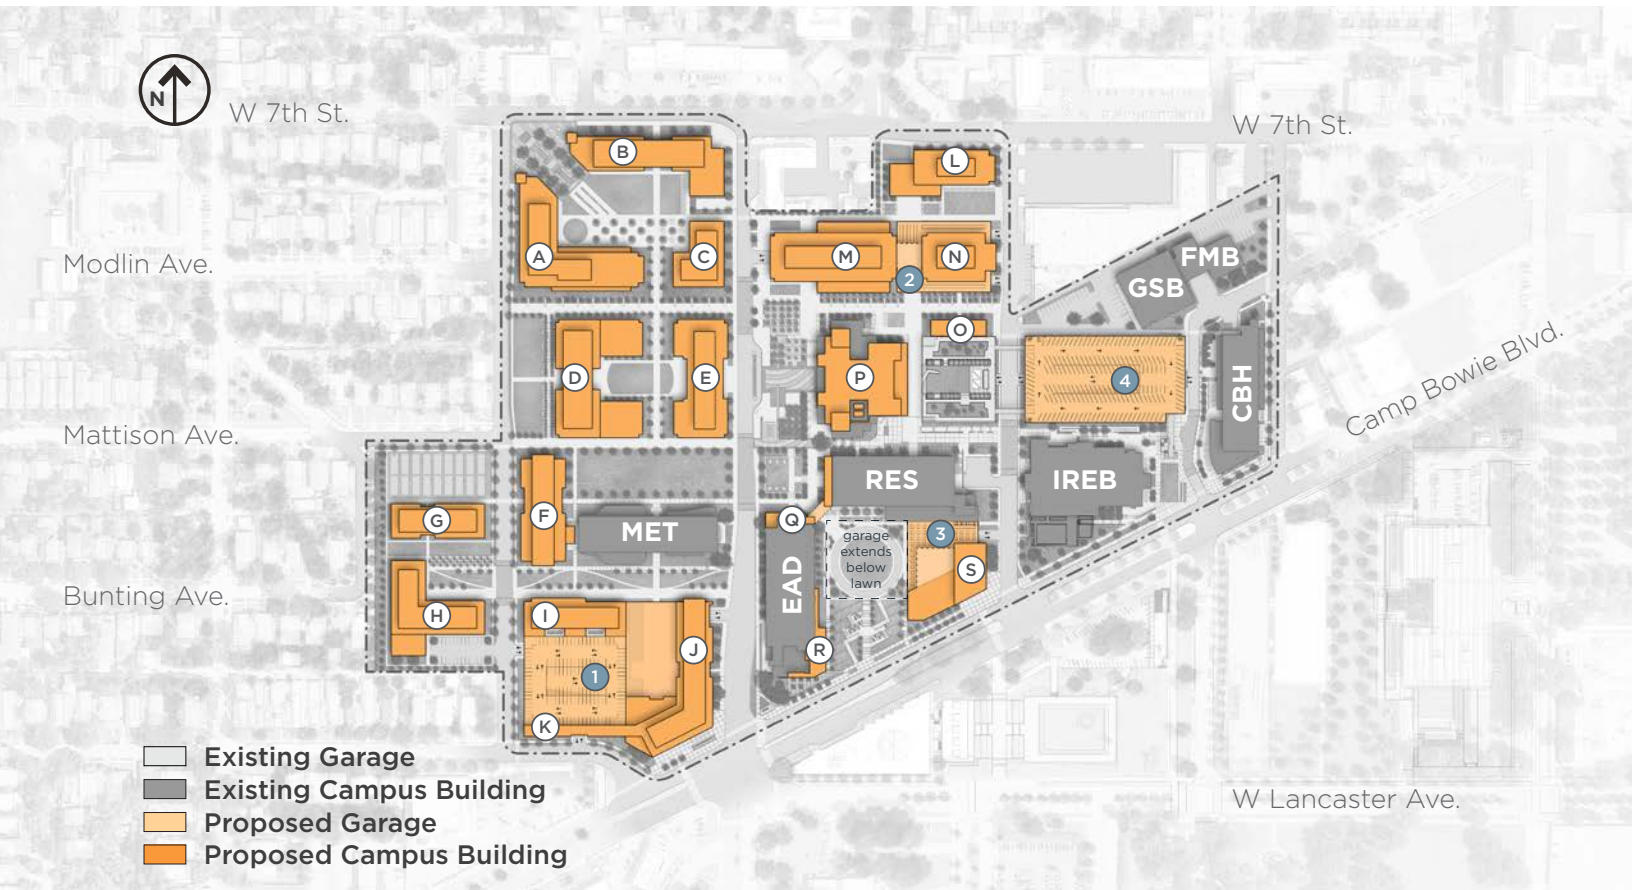 N
W 7th St.
W 7th St.
B
L
A
C
M
N
FMB
Modlin Ave.
2
GSB
O
D
E
P
4
CBH
Camp Bowie Blvd.
Mattison Ave.
RES
IREB
G
F
Q
MET
3
garage
extends
below
lawn
S
EAD
Bunting Ave.
H
I
J
R
1
K
Existing Garage
Existing Campus Building
Proposed Garage
Proposed Campus Building
W Lancaster Ave.